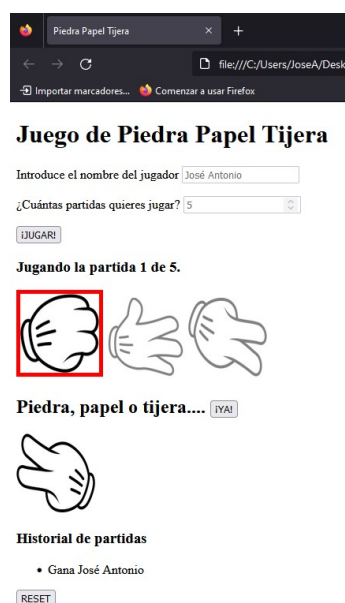 Piedra Papel Tijera
file:///C:/Users/JoseA/Desk
Importar marcadores... Comenzar a usar Firefox
Juego de Piedra Papel Tijera
Introduce el nombre del jugador José Antonio
¿Cuántas partidas quieres jugar? 5
¡JUGAR!
Jugando la partida 1 de 5.
Piedra, papel o tijera.... ¡YA!
Historial de partidas
• Gana José Antonio
RESET